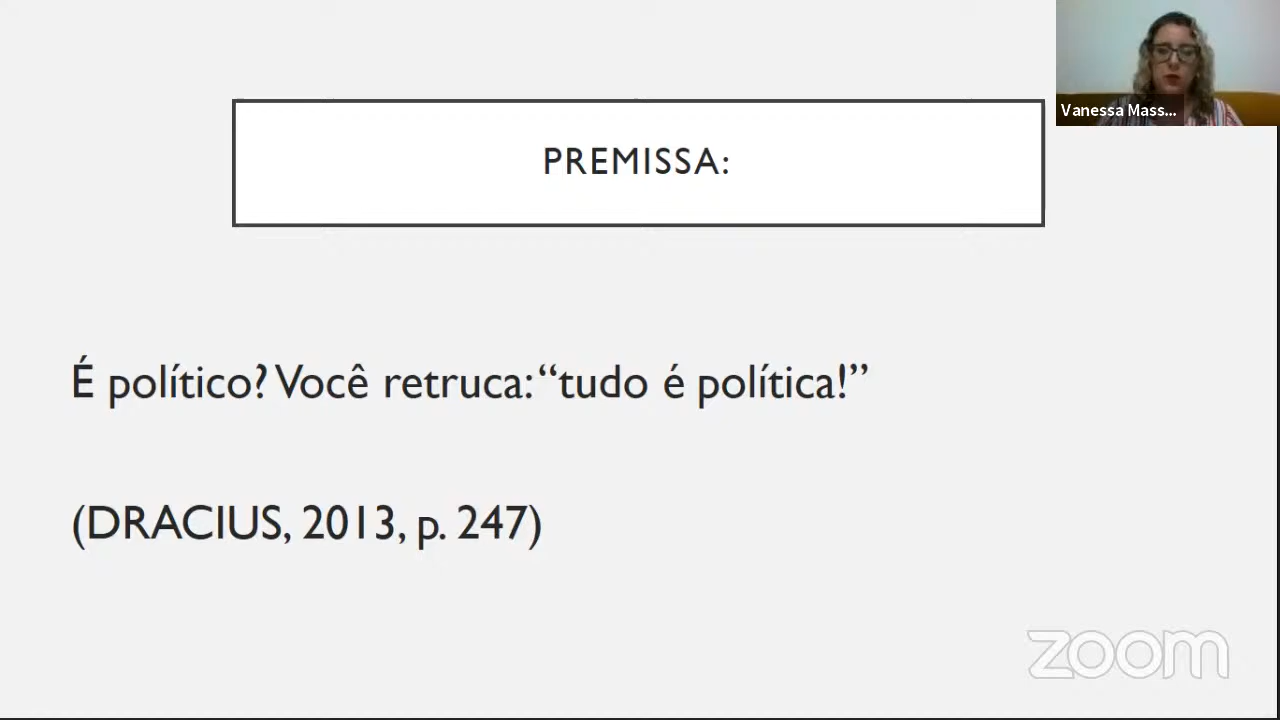 Vanessa Mass...
PREMISSA:
É político? Você retruca: “tudo é política!”
(DRACIUS, 2013, p. 247)
zoom